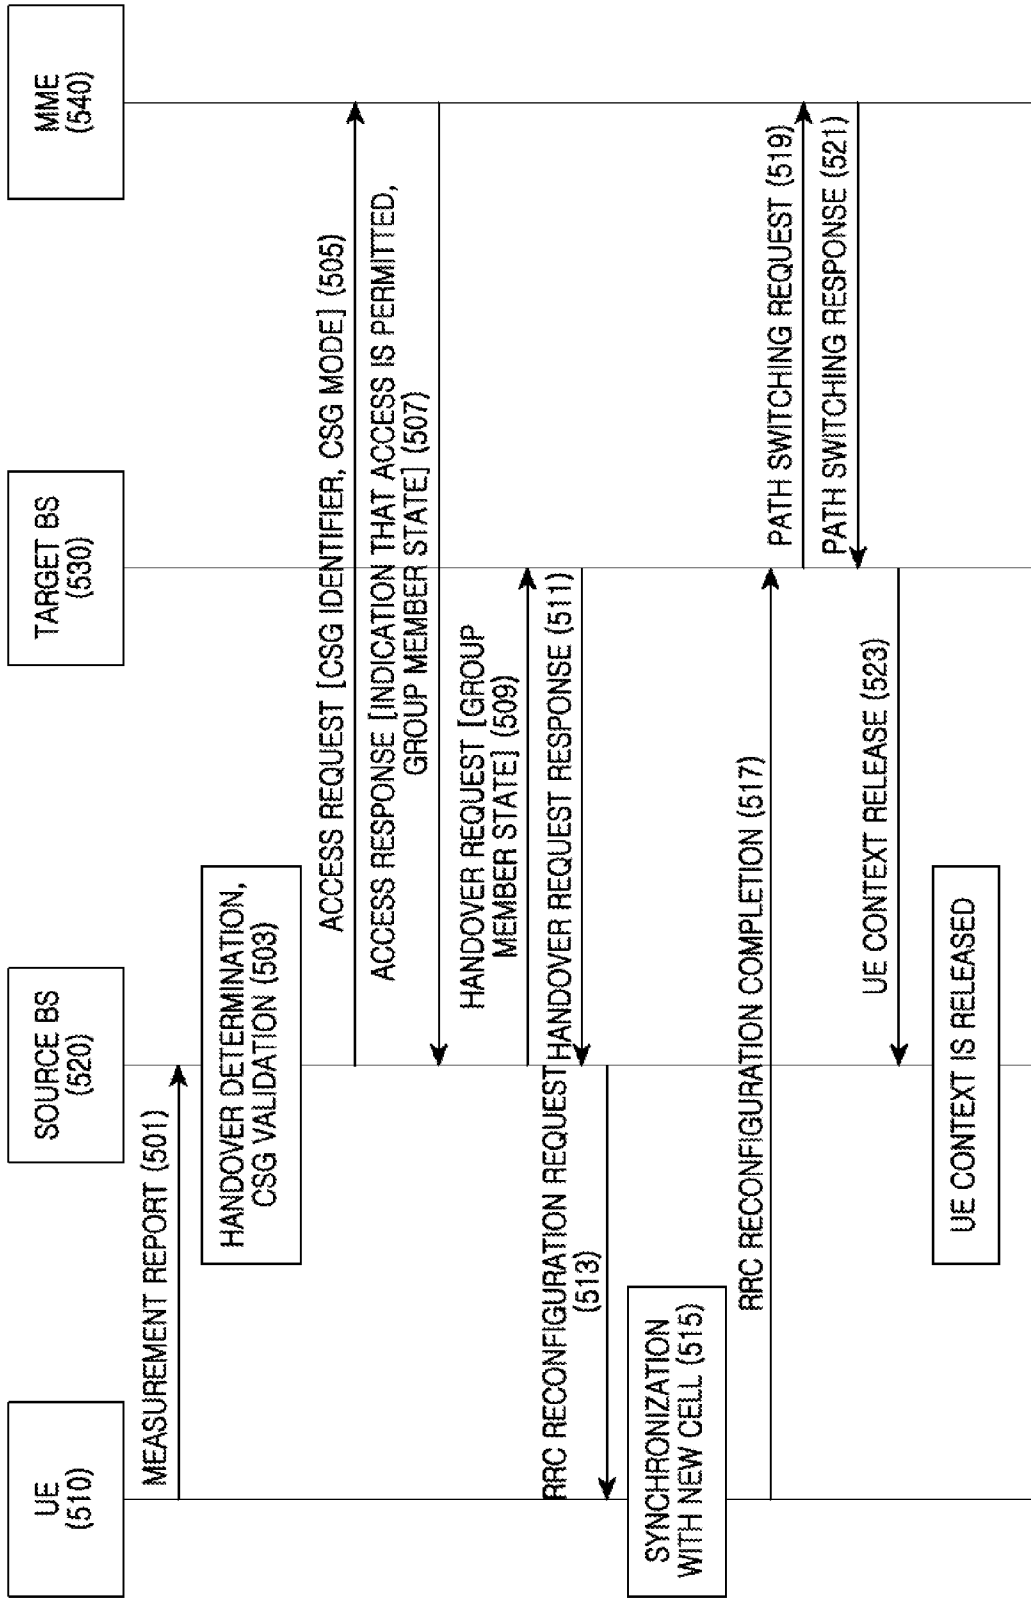 UE
(510)
SOURCE BS
(520)
TARGET BS
(530)
MME
(540)
MEASUREMENT REPORT (501)
HANDOVER DETERMINATION,
CSG VALIDATION (503)
ACCESS REQUEST [CSG IDENTIFIER, CSG MODE] (505)
ACCESS RESPONSE [INDICATION THAT ACCESS IS PERMITTED,
GROUP MEMBER STATE] (507)
HANDOVER REQUEST [GROUP
MEMBER STATE] (509)
HANDOVER REQUEST RESPONSE (511)
RRC RECONFIGURATION REQUEST
(513)
SYNCHRONIZATION
WITH NEW CELL (515)
RRC RECONFIGURATION COMPLETION (517)
PATH SWITCHING REQUEST (519)
PATH SWITCHING RESPONSE (521)
UE CONTEXT RELEASE (523)
UE CONTEXT IS RELEASED